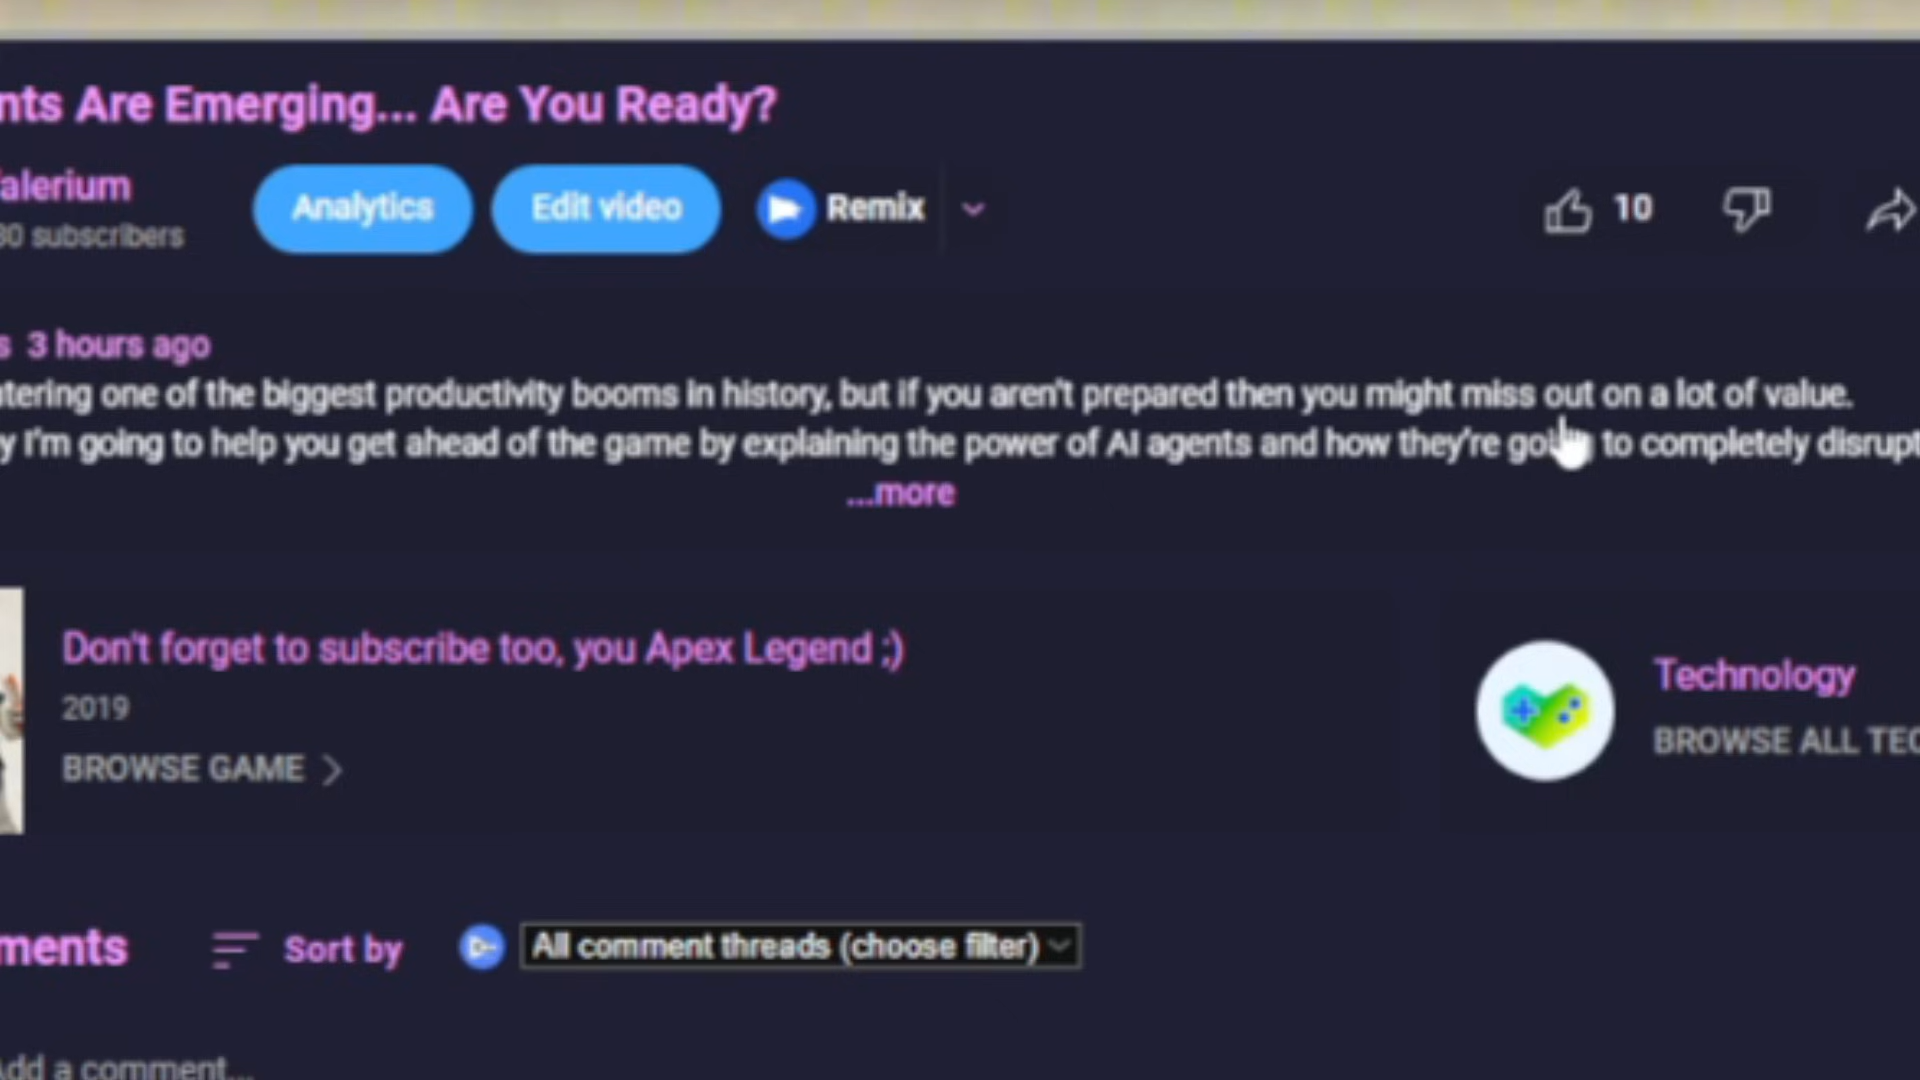 nts Are Emerging... Are You Ready?
alerium
Analytics
Edit video
Remix
10
30 subscribers
s 3 hours ago
tering one of the biggest productivity booms in history, but if you aren't prepared then you might miss out on a lot of value.
y I'm going to help you get ahead of the game by explaining the power of AI agents and how they're going to completely disrupt
...more
Don't forget to subscribe too, you Apex Legend ;)
2019
BROWSE GAME
Technology
BROWSE ALL TEC
ments
Sort by
All comment threads (choose filter)
Add a comment...